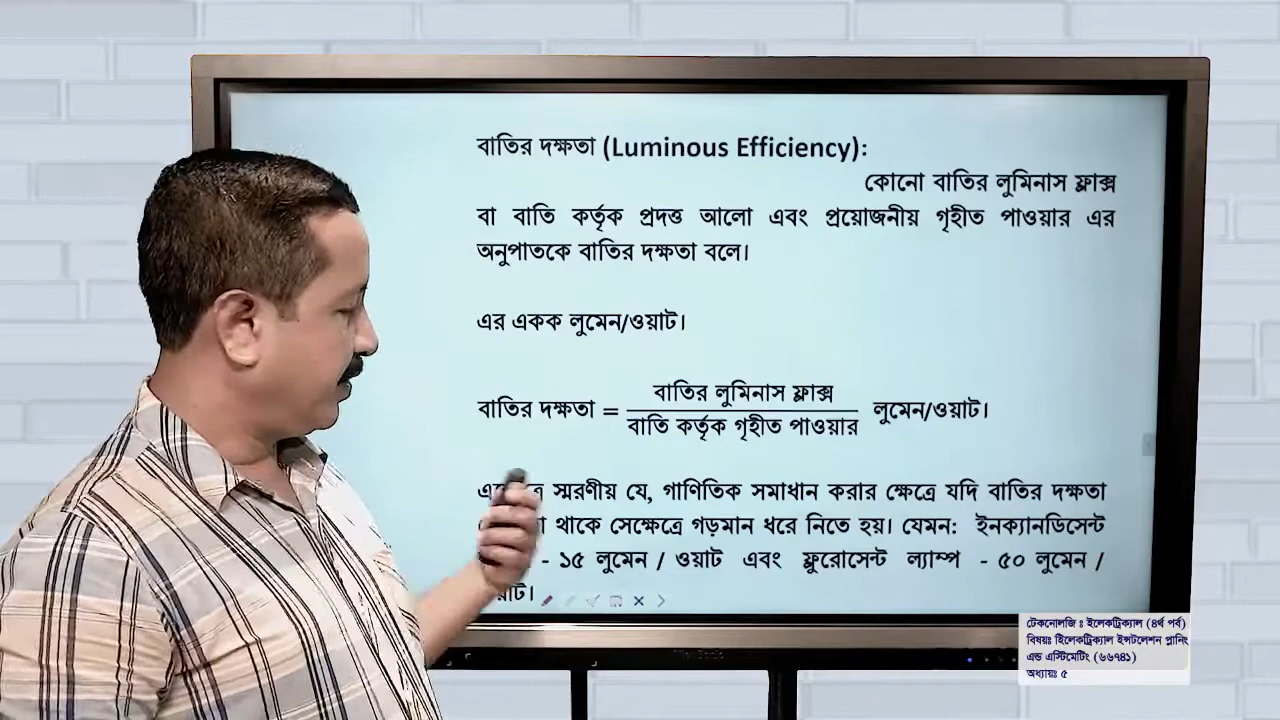 বাতির দক্ষতা (Luminous Efficiency):
কোনো বাতির লুমিনাস ফ্লাক্স
বা বাতি কর্তৃক প্রদত্ত আলো এবং প্রয়োজনীয় গৃহীত পাওয়ার এর
অনুপাতকে বাতির দক্ষতা বলে।
এর একক লুমেন/ওয়াট।
বাতির দক্ষতা = বাতির লুমিনাস ফ্লাক্স / বাতি কর্তৃক গৃহীত পাওয়ার লুমেন/ওয়াট।
স্মরণীয় যে, গাণিতিক সমাধান করার ক্ষেত্রে যদি বাতির দক্ষতা
থাকে সেক্ষেত্রে গড়মান ধরে নিতে হয়। যেমন: ইনক্যানডিসেন্ট
- ১৫ লুমেন / ওয়াট এবং ফ্লুরোসেন্ট ল্যাম্প - ৫০ লুমেন /
টেকনোলজি ঃ ইলেকট্রিক্যাল (৪র্থ পর্ব)
বিষয়ঃ ইলেকট্রিক্যাল ইন্সটলেশন প্লানিং
এন্ড এস্টিমেটিং (৬৬৭৪১)
অধ্যায়ঃ ৫